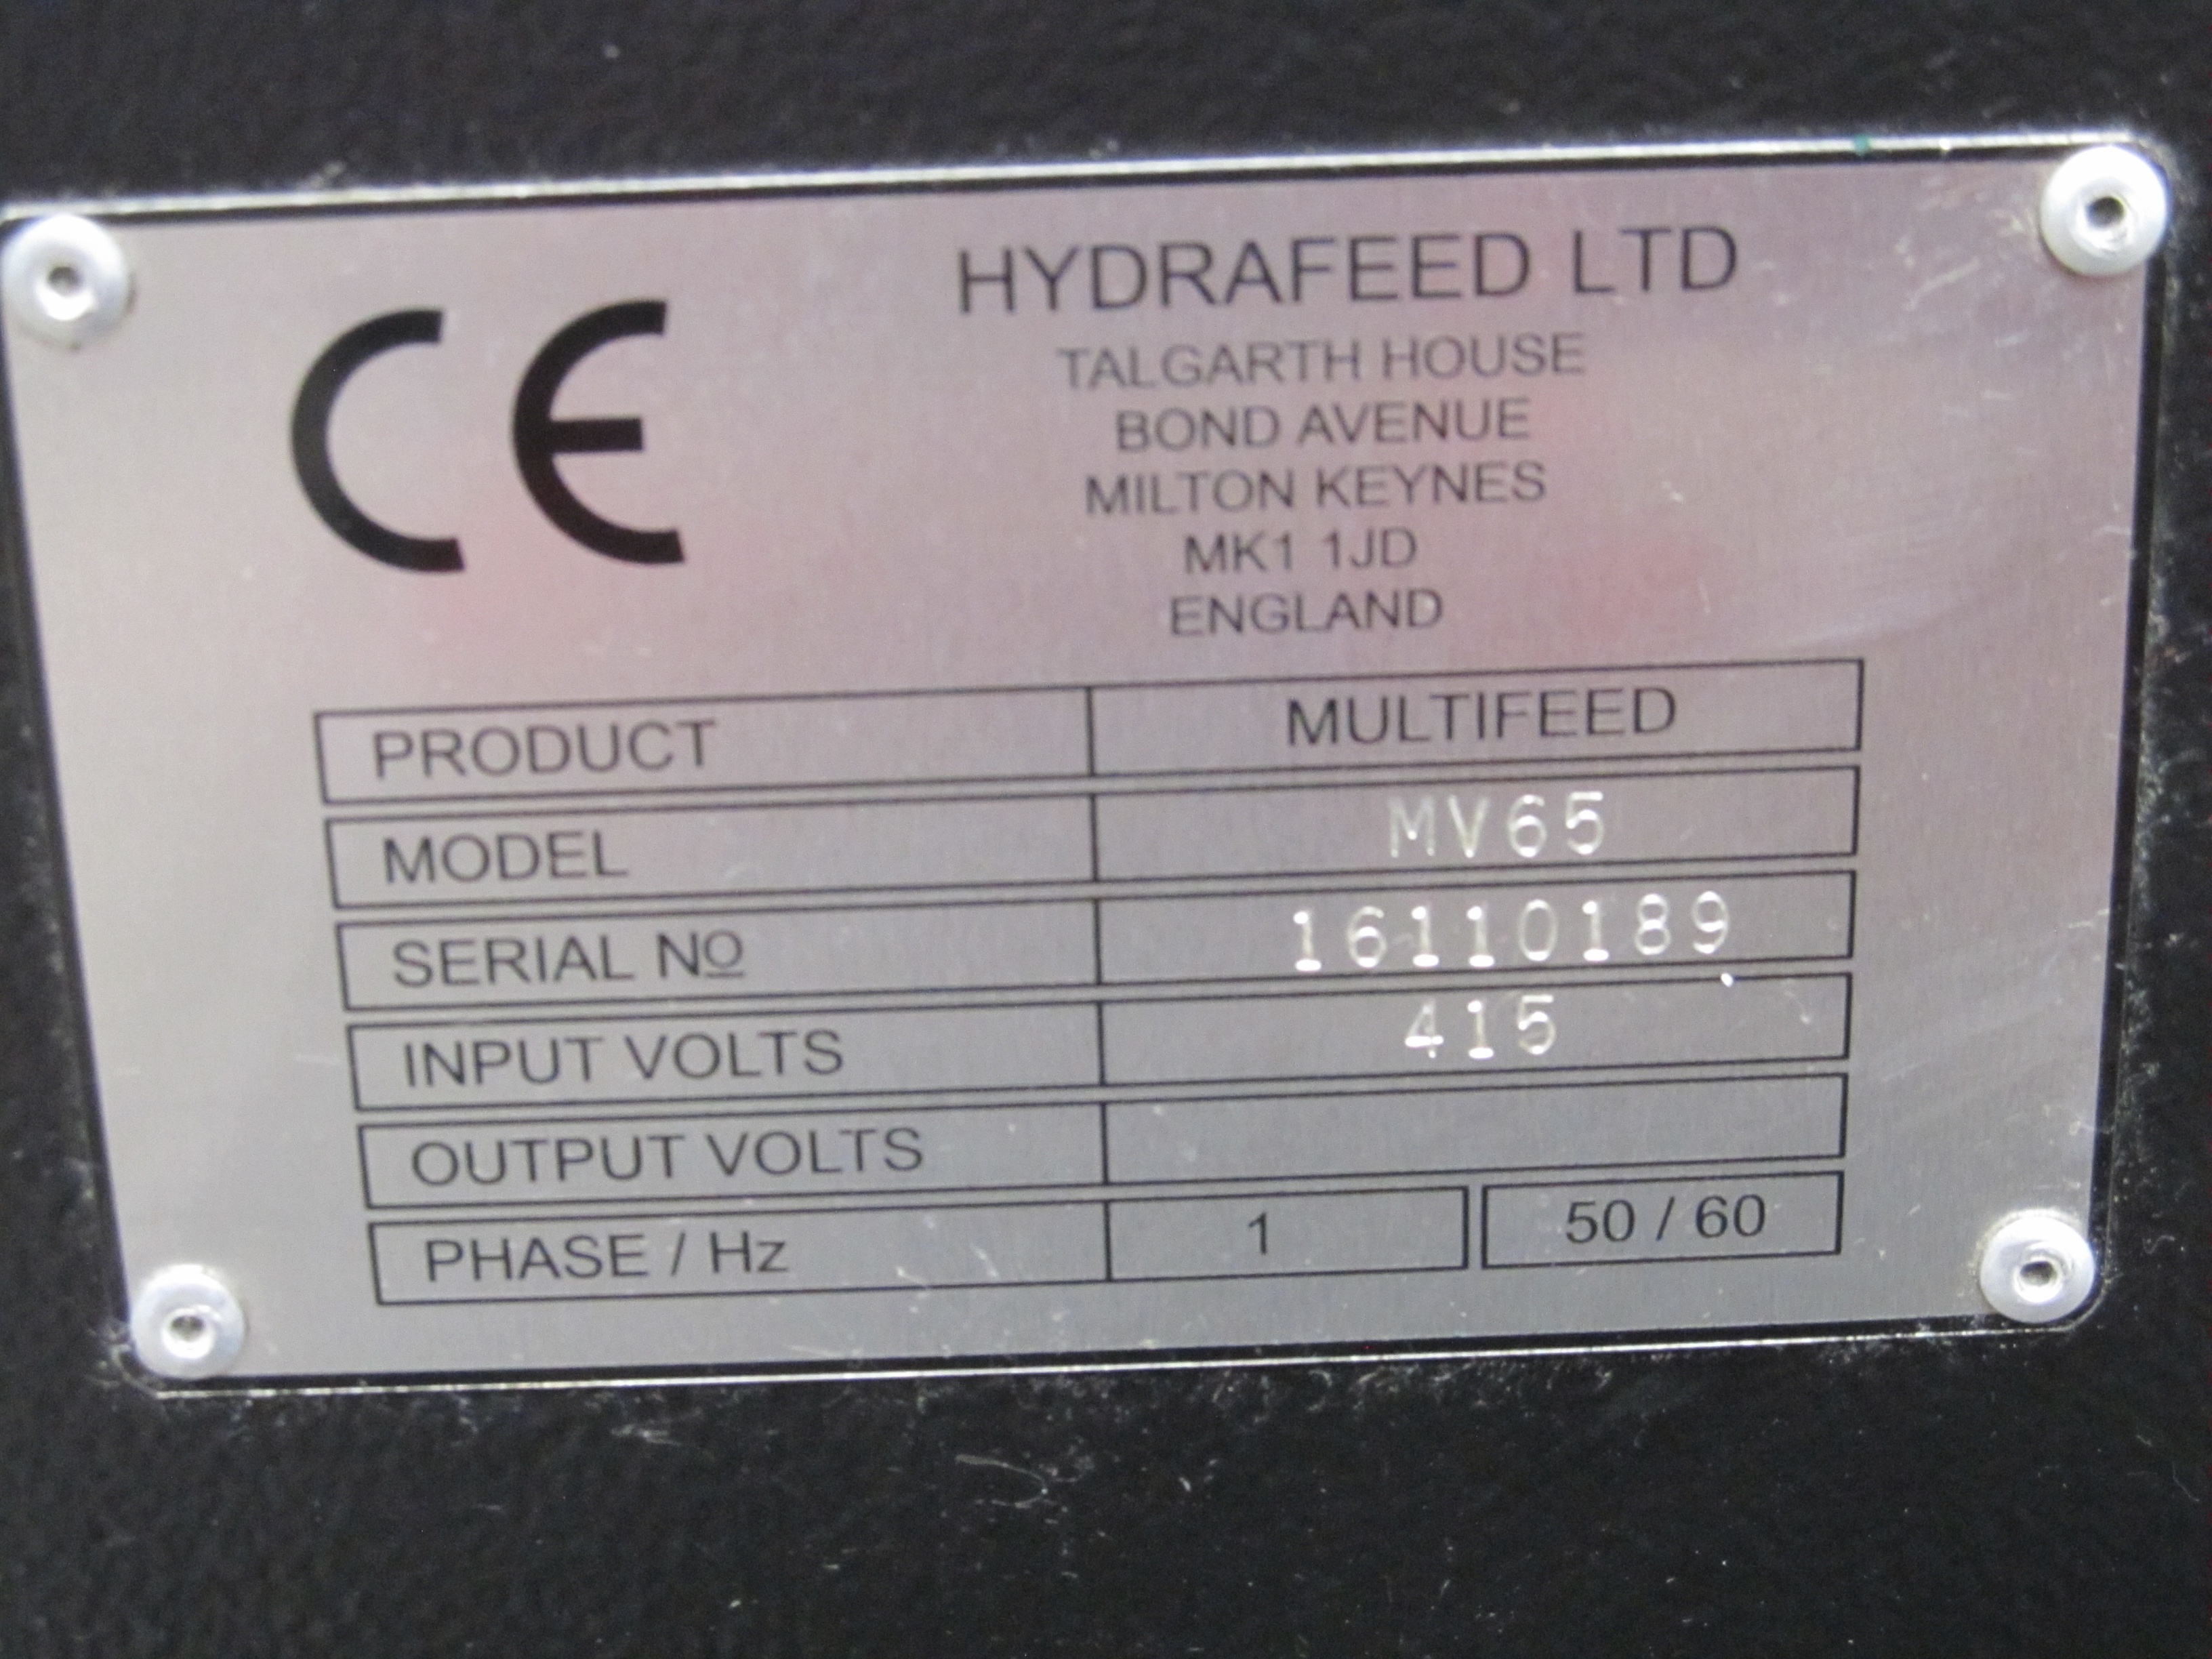 CE
HYDRAFEED LTD
TALGARTH HOUSE
BOND AVENUE
MILTON KEYNES
MK1 1JD
ENGLAND
PRODUCT MULTIFEED
MODEL MV65
SERIAL Nº 16110189
INPUT VOLTS 415
OUTPUT VOLTS
PHASE / Hz 1 50 / 60